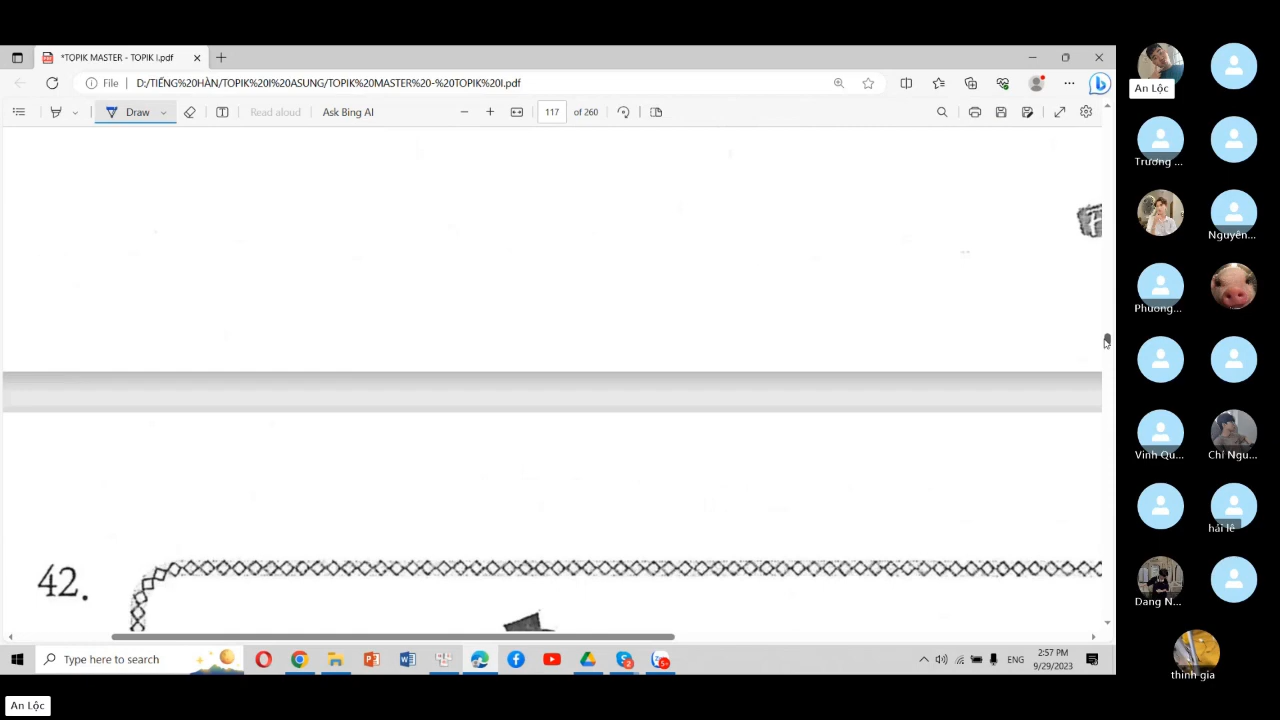 *TOPIK MASTER - TOPIK I.pdf
File
D:/TIẾNG%20HÀN/TOPIK%20I%20ASUNG/TOPIK%20MASTER%20-%20TOPIK%20I.pdf
Draw
Read aloud
Ask Bing AI
117 of 260
42.
Type here to search
5+
ENG
2:57 PM
9/29/2023
An Lộc
An Lộc
Trương ...
Nguyên...
Phuong...
Vinh Qu...
Chí Ngu...
hải lê
Dang N...
thinh gia